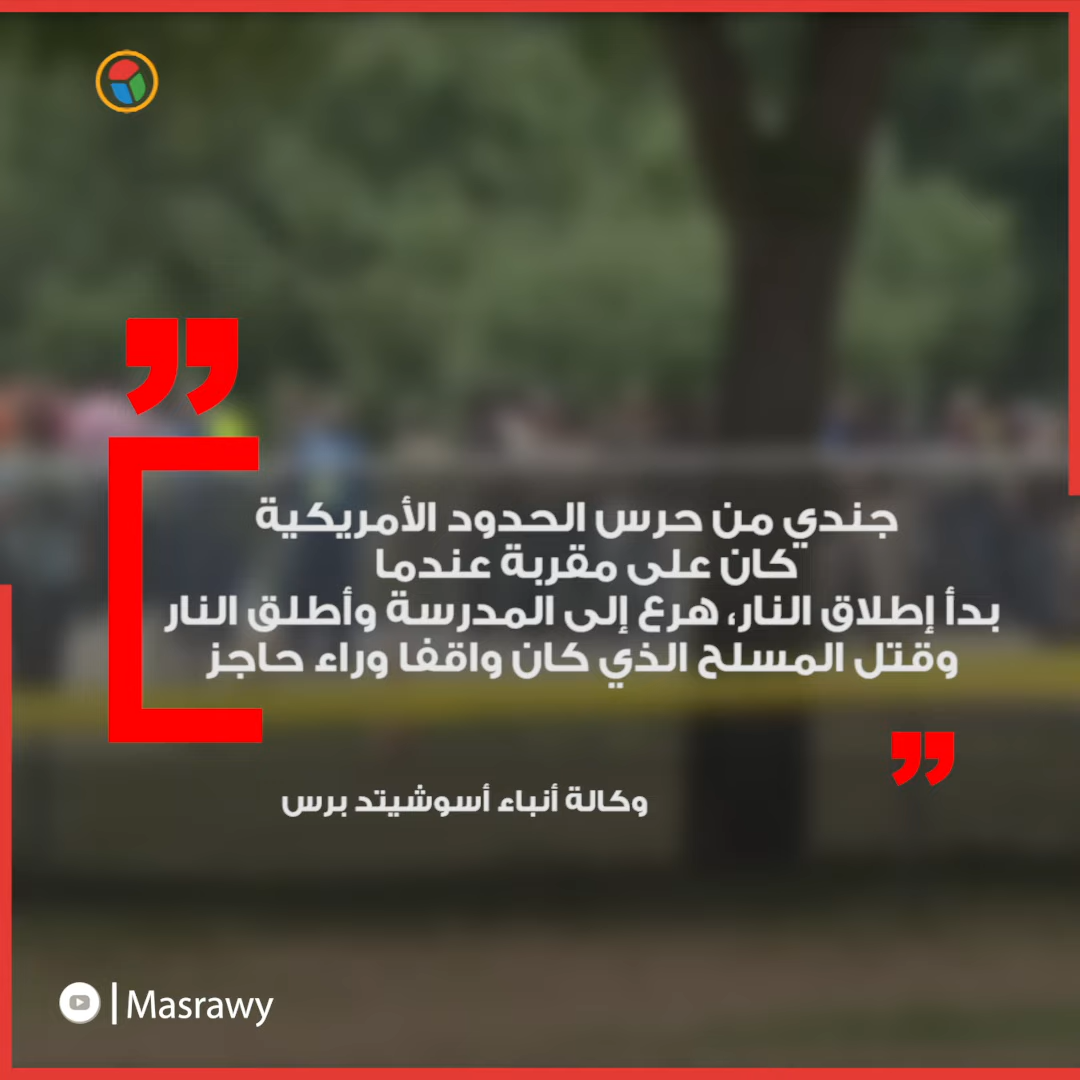 جندي من حرس الحدود الأمريكية
كان على مقربة عندما
بدأ إطلاق النار، هرع إلى المدرسة وأطلق النار
وقتل المسلح الذي كان واقفا وراء حاجز
وكالة أنباء أسوشيتد برس
Masrawy